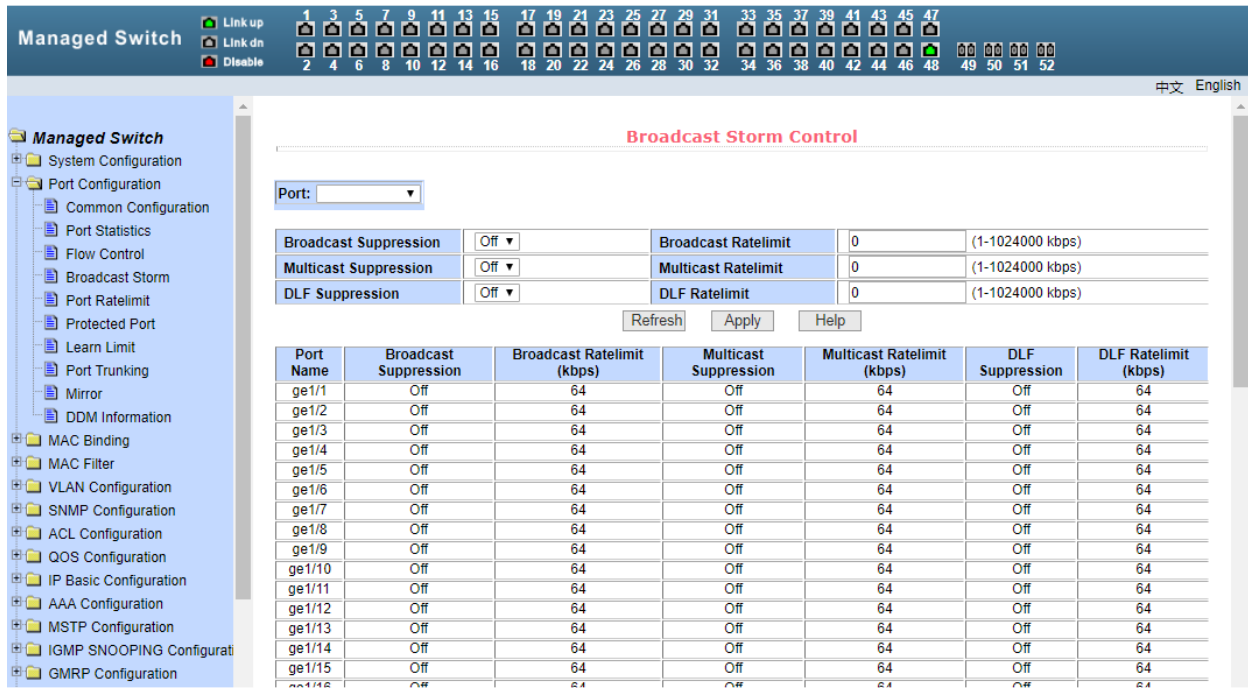 Managed Switch
Link up
Link dn
Disable
1 3 5 7 9 11 13 15 17 19 21 23 25 27 29 31 33 35 37 39 41 43 45 47
2 4 6 8 10 12 14 16 18 20 22 24 26 28 30 32 34 36 38 40 42 44 46 48 49 50 51 52
中文 English
Managed Switch
System Configuration
Port Configuration
Common Configuration
Port Statistics
Flow Control
Broadcast Storm
Port Ratelimit
Protected Port
Learn Limit
Port Trunking
Mirror
DDM Information
MAC Binding
MAC Filter
VLAN Configuration
SNMP Configuration
ACL Configuration
QOS Configuration
IP Basic Configuration
AAA Configuration
MSTP Configuration
IGMP SNOOPING Configurati
GMRP Configuration
Broadcast Storm Control
Port:
Broadcast Suppression Off Broadcast Ratelimit 0 (1-1024000 kbps)
Multicast Suppression Off Multicast Ratelimit 0 (1-1024000 kbps)
DLF Suppression Off DLF Ratelimit 0 (1-1024000 kbps)
Refresh Apply Help
Port Name Broadcast Suppression Broadcast Ratelimit (kbps) Multicast Suppression Multicast Ratelimit (kbps) DLF Suppression DLF Ratelimit (kbps)
ge1/1 Off 64 Off 64 Off 64
ge1/2 Off 64 Off 64 Off 64
ge1/3 Off 64 Off 64 Off 64
ge1/4 Off 64 Off 64 Off 64
ge1/5 Off 64 Off 64 Off 64
ge1/6 Off 64 Off 64 Off 64
ge1/7 Off 64 Off 64 Off 64
ge1/8 Off 64 Off 64 Off 64
ge1/9 Off 64 Off 64 Off 64
ge1/10 Off 64 Off 64 Off 64
ge1/11 Off 64 Off 64 Off 64
ge1/12 Off 64 Off 64 Off 64
ge1/13 Off 64 Off 64 Off 64
ge1/14 Off 64 Off 64 Off 64
ge1/15 Off 64 Off 64 Off 64
ge1/16 Off 64 Off 64 Off 64